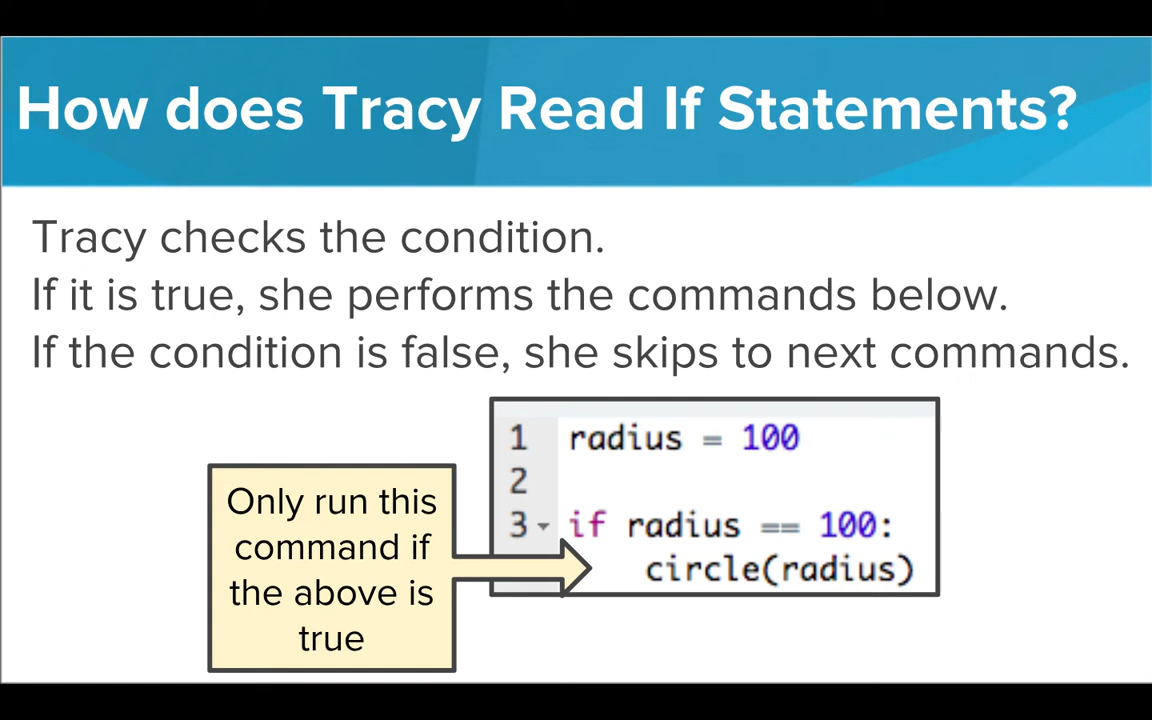 How does Tracy Read If Statements?
Tracy checks the condition.
If it is true, she performs the commands below.
If the condition is false, she skips to next commands.
Only run this
command if
the above is
true
1 radius = 100
2
3 if radius == 100:
circle(radius)